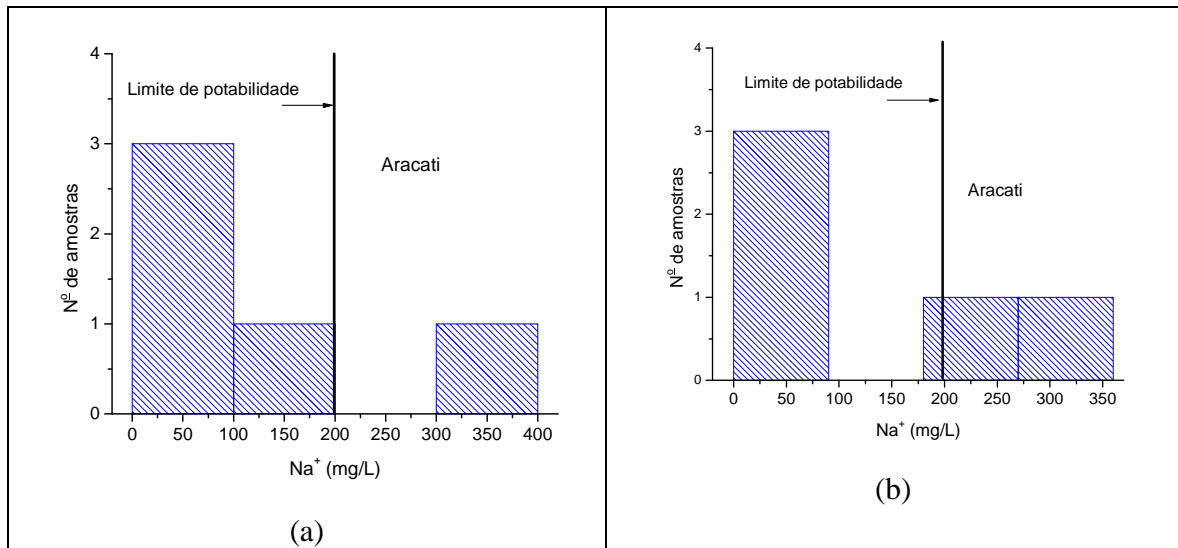 4
3
2
1
0
Nº de amostras
Limite de potabilidade
Aracati
0 50 100 150 200 250 300 350 400
Na⁺ (mg/L)
(a)
4
3
2
1
0
Nº de amostras
Limite de potabilidade
Aracati
0 50 100 150 200 250 300 350
Na⁺ (mg/L)
(b)